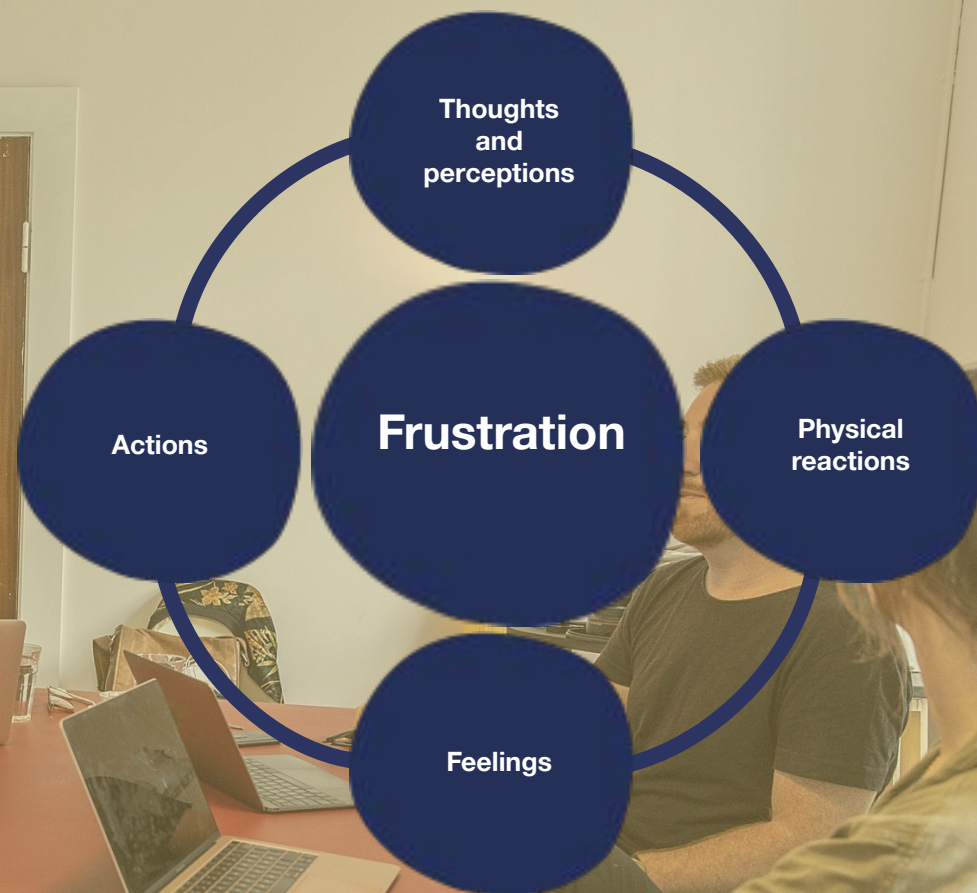 Thoughts
and
perceptions
Frustration
Actions
Physical
reactions
Feelings